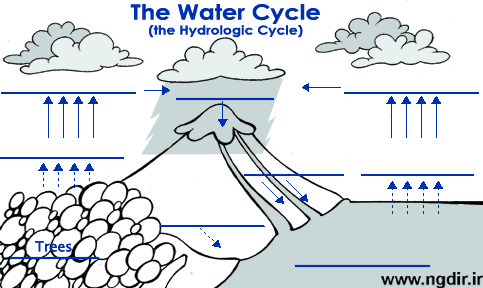 The Water Cycle
(the Hydrologic Cycle)
Trees
www.ngdir.ir